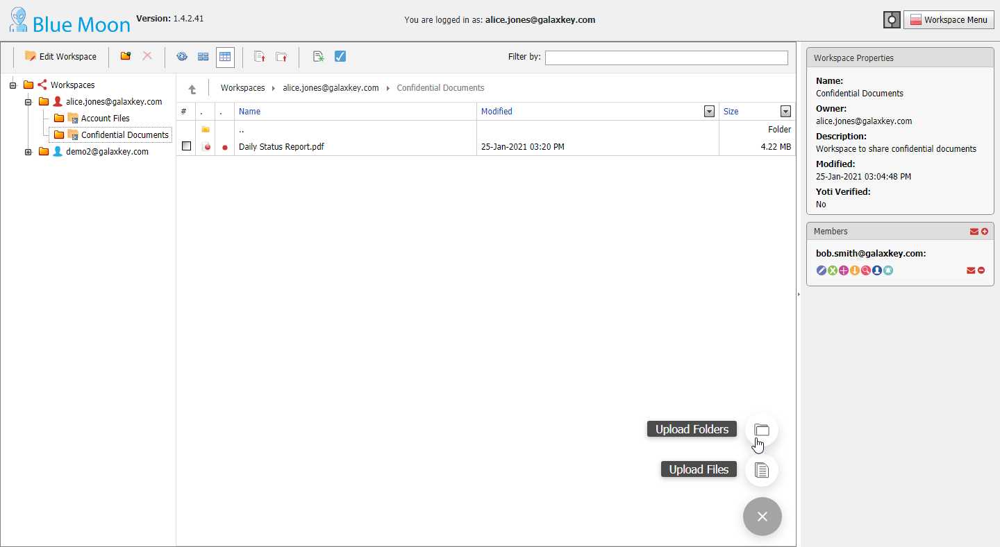 Blue Moon
Version: 1.4.2.41
You are logged in as: alice.jones@galaxkey.com
Workspace Menu
Edit Workspace
Filter by:
Workspaces
alice.jones@galaxkey.com
Account Files
Confidential Documents
demo2@galaxkey.com
Workspaces alice.jones@galaxkey.com Confidential Documents
# . . Name Modified Size
.. Folder
Daily Status Report.pdf 25-Jan-2021 03:20 PM 4.22 MB
Upload Folders
Upload Files
Workspace Properties
Name:
Confidential Documents
Owner:
alice.jones@galaxkey.com
Description:
Workspace to share confidential documents
Modified:
25-Jan-2021 03:04:48 PM
Yoti Verified:
No
Members
bob.smith@galaxkey.com: